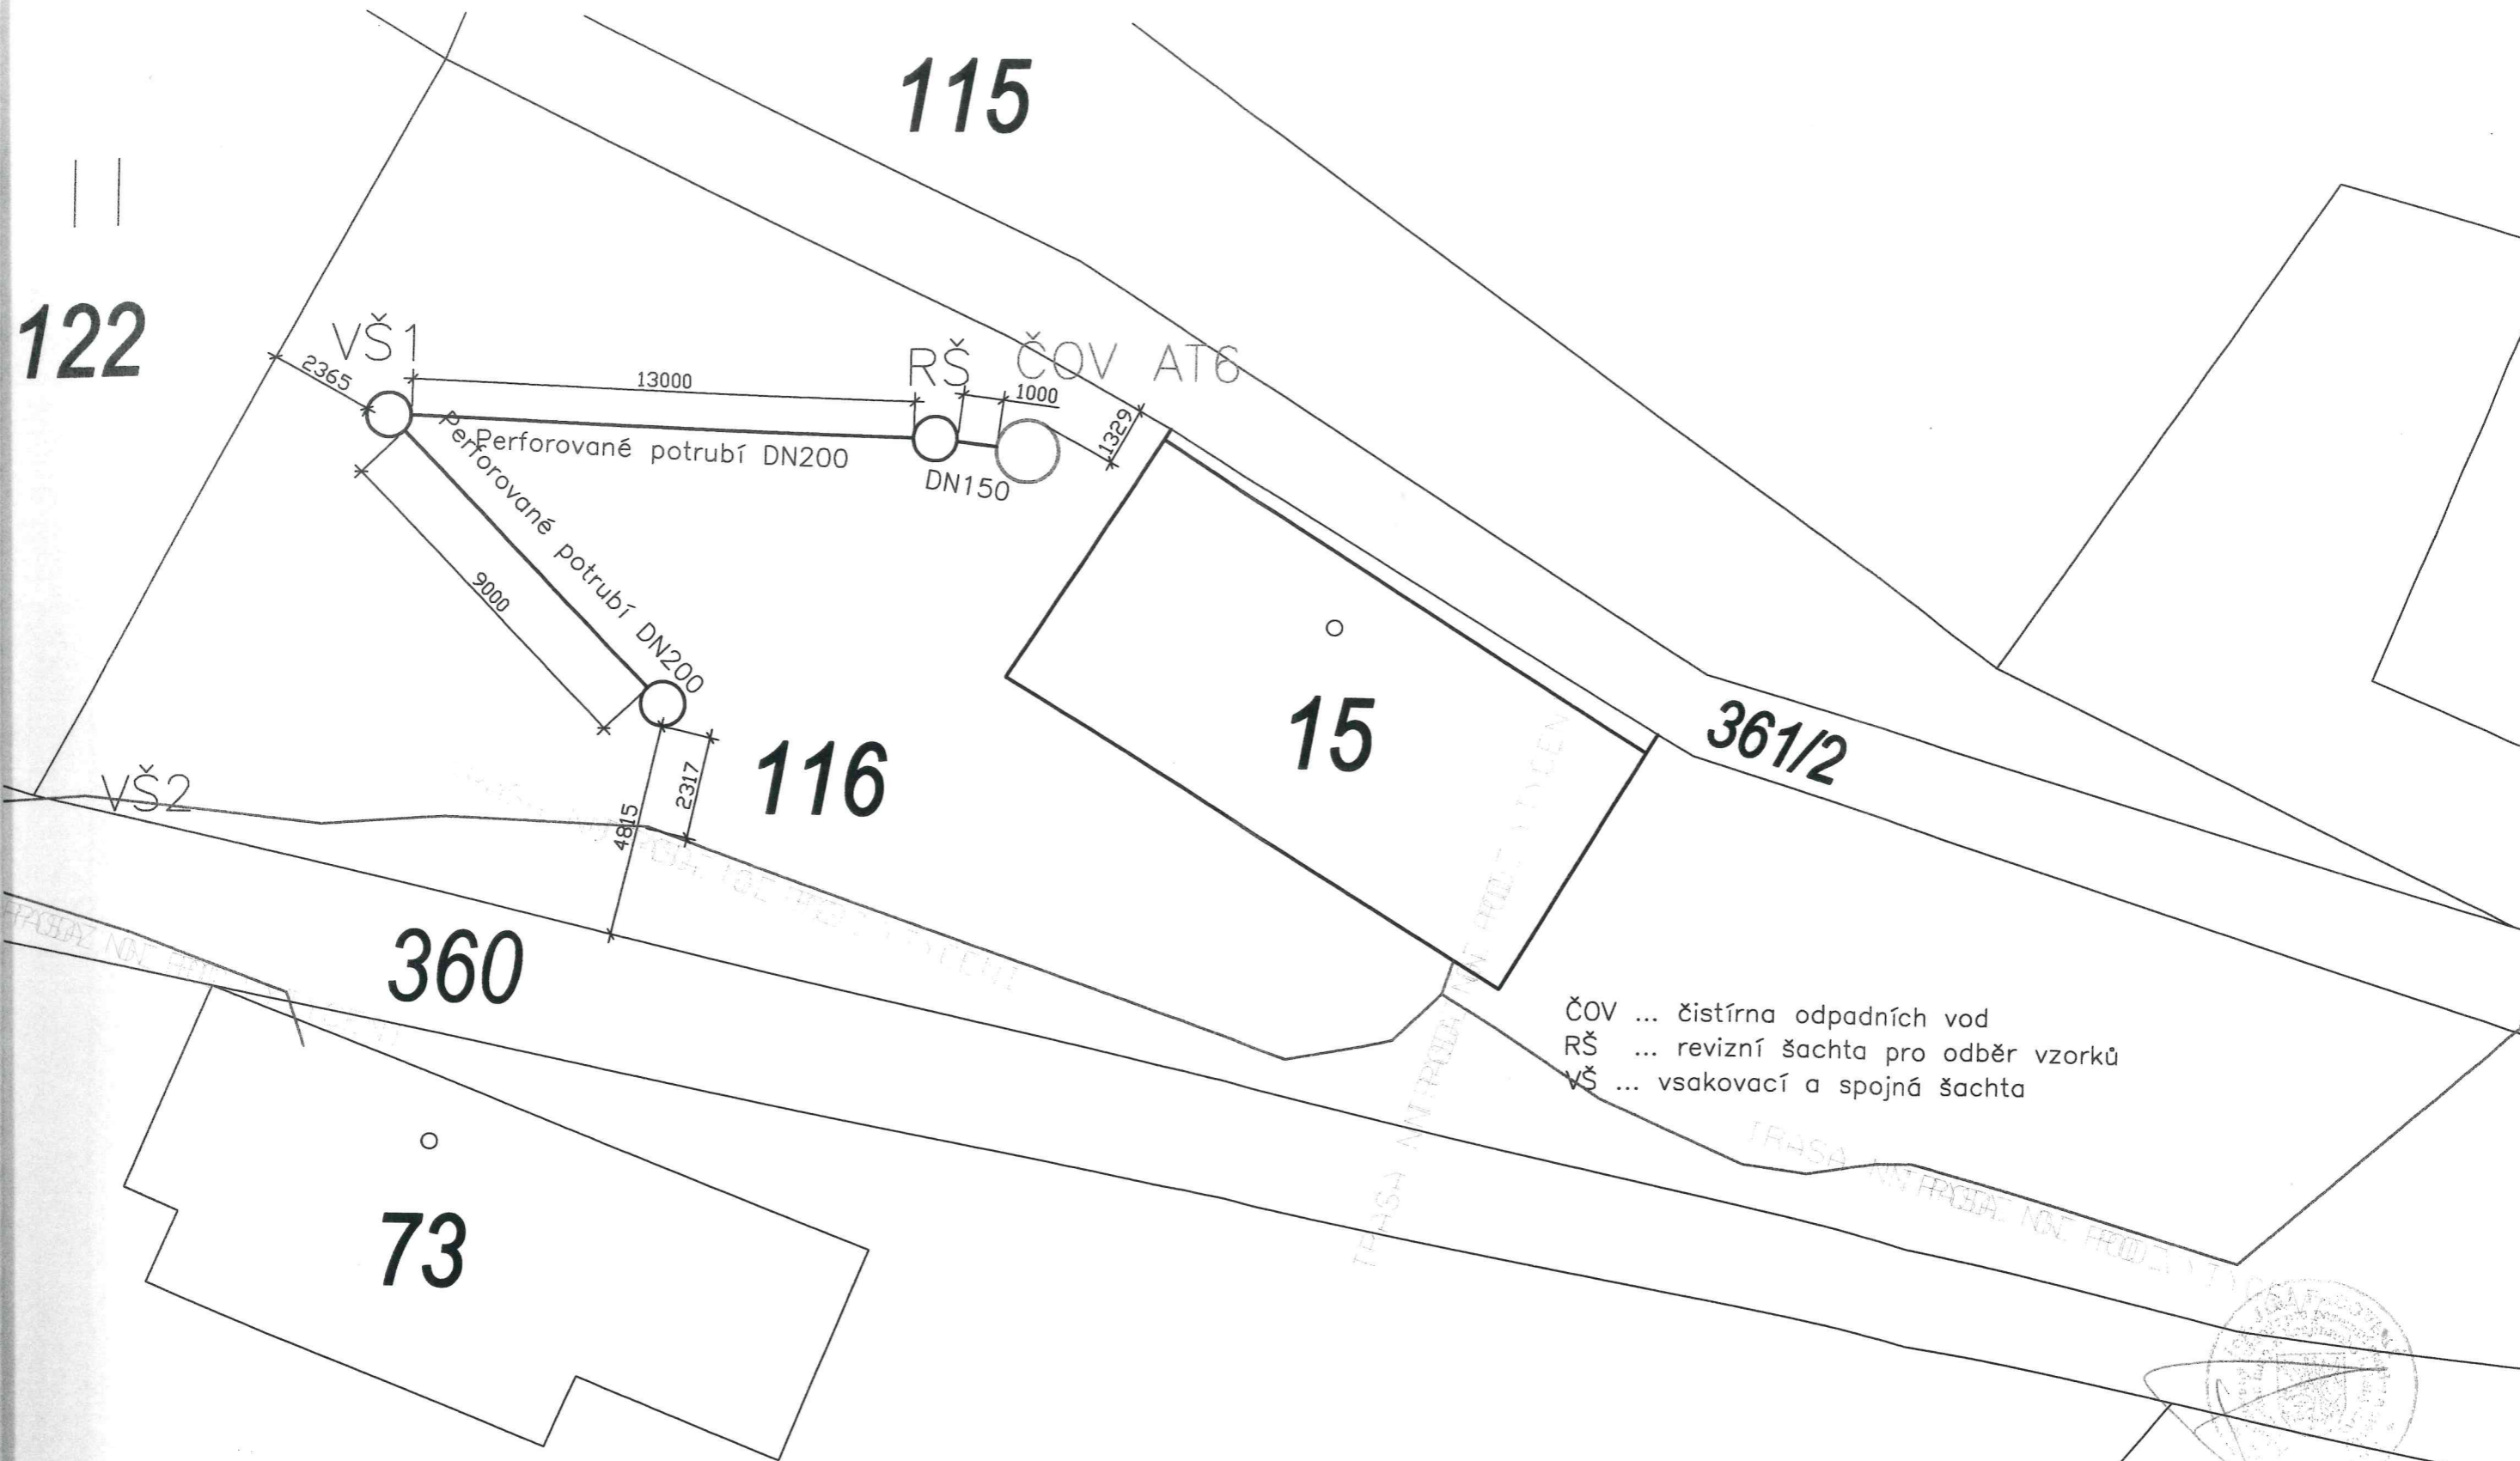 115
122
VŠ1
2365
13000
RŠ
ČOV AT6
1000
1329
Perforované potrubí DN200
DN150
Perforované potrubí DN200
9000
VŠ2
2317
4815
116
15
361/2
360
73
ČOV ... čistírna odpadních vod
RŠ ... revizní šachta pro odběr vzorků
VŠ ... vsakovací a spojná šachta
TRASA